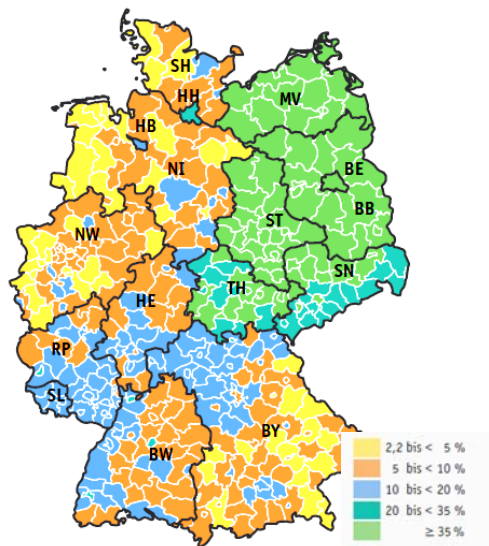 SH
HH
MV
HB
NI
BE
BB
ST
NW
SN
TH
HE
RP
SL
BY
BW
2,2 bis < 5 %
5 bis < 10 %
10 bis < 20 %
20 bis < 35 %
≥ 35 %